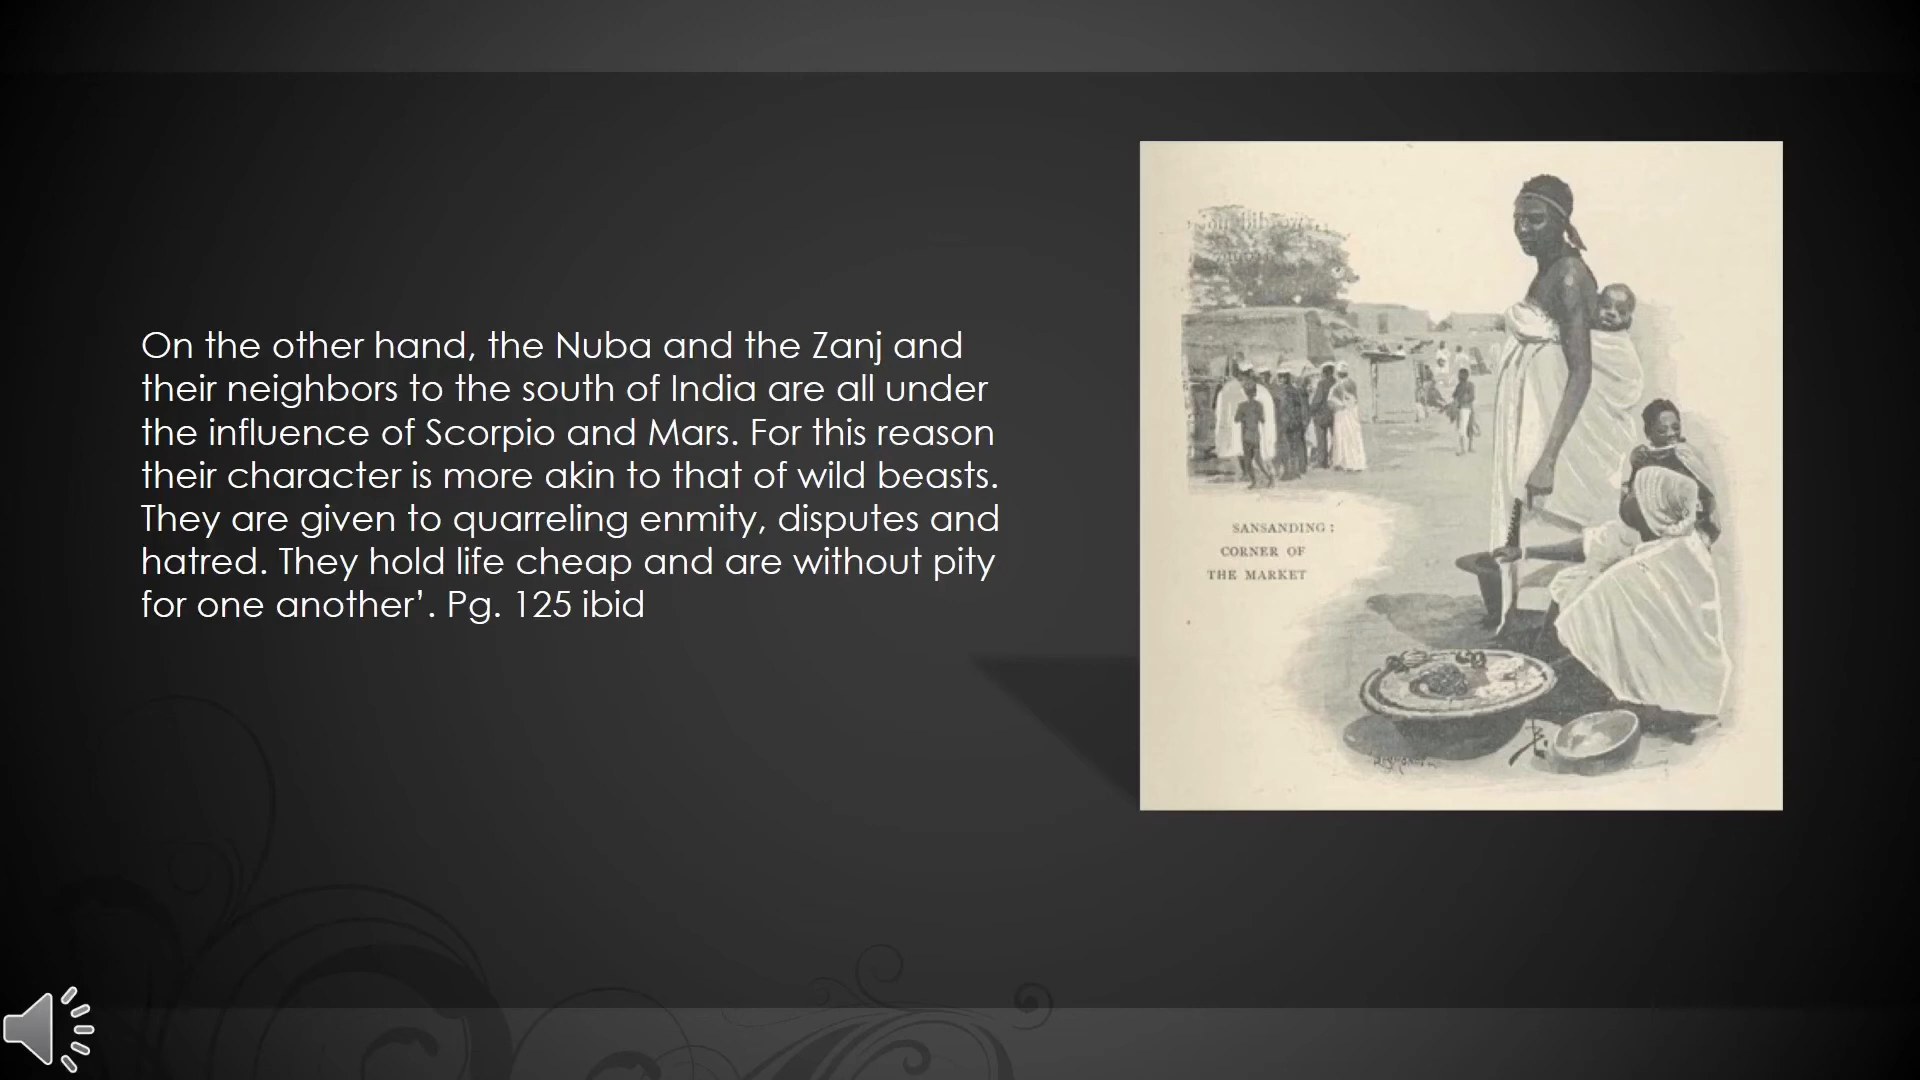 On the other hand, the Nuba and the Zanj and
their neighbors to the south of India are all under
the influence of Scorpio and Mars. For this reason
their character is more akin to that of wild beasts.
They are given to quarreling enmity, disputes and
hatred. They hold life cheap and are without pity
for one another’. Pg. 125 ibid
SANSANDING:
CORNER OF
THE MARKET